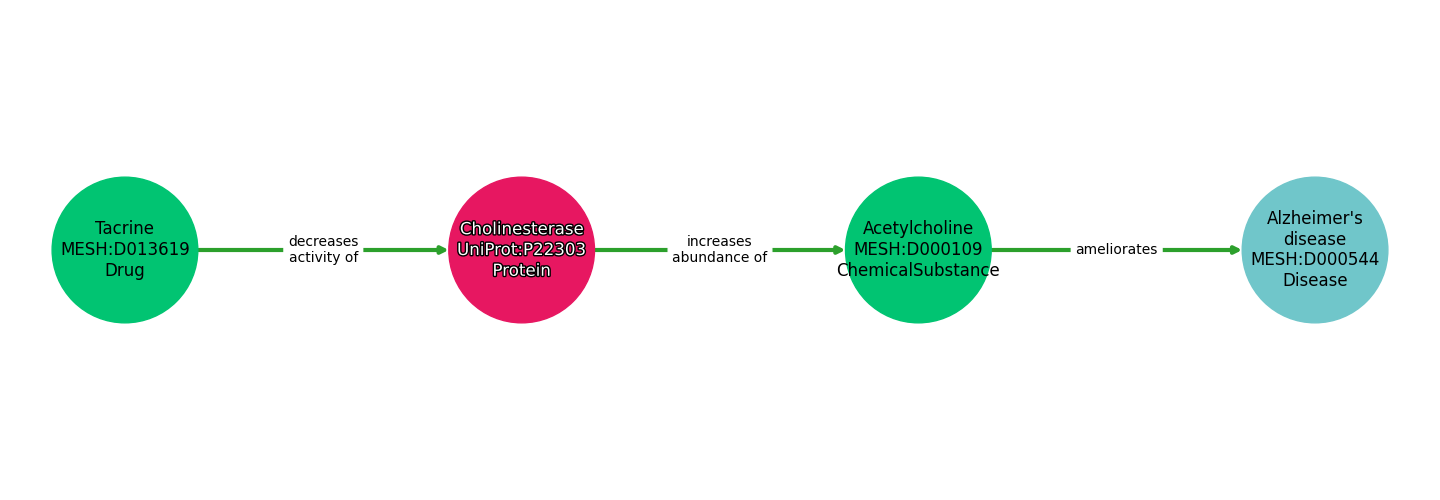 Tacrine
MESH:D013619
Drug
decreases
activity of
Cholinesterase
UniProt:P22303
Protein
increases
abundance of
Acetylcholine
MESH:D000109
ChemicalSubstance
ameliorates
Alzheimer's
disease
MESH:D000544
Disease